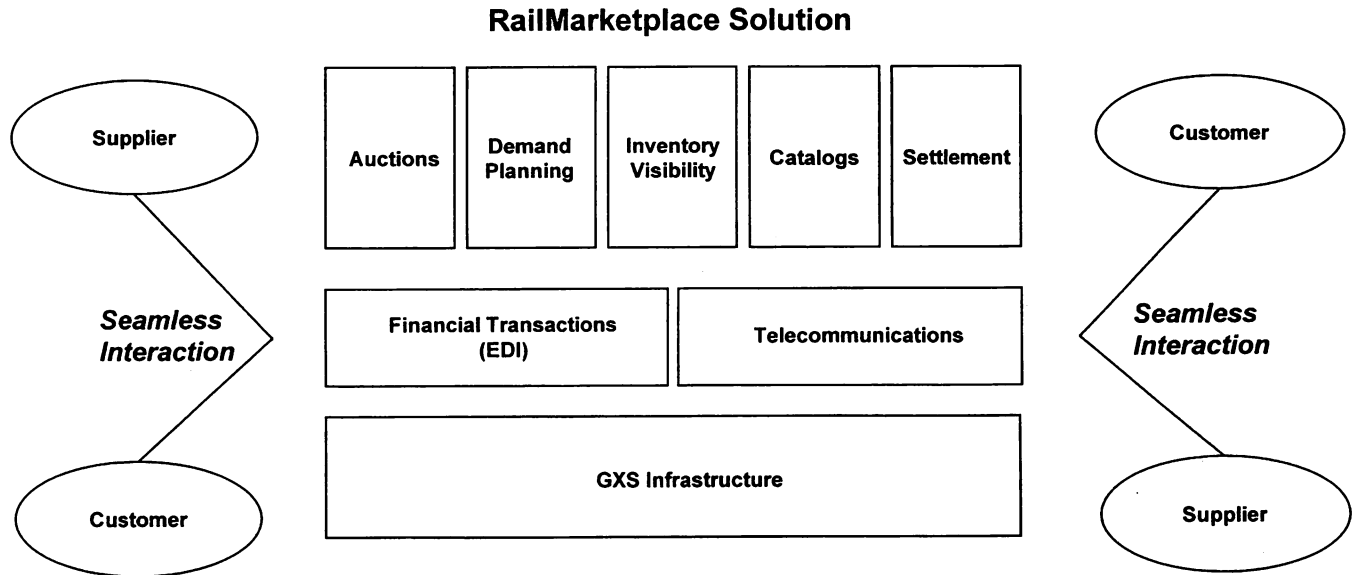 RailMarketplace Solution
Supplier
Auctions
Demand
Planning
Inventory
Visibility
Catalogs
Settlement
Customer
Seamless
Interaction
Financial Transactions
(EDI)
Telecommunications
Seamless
Interaction
Customer
GXS Infrastructure
Supplier